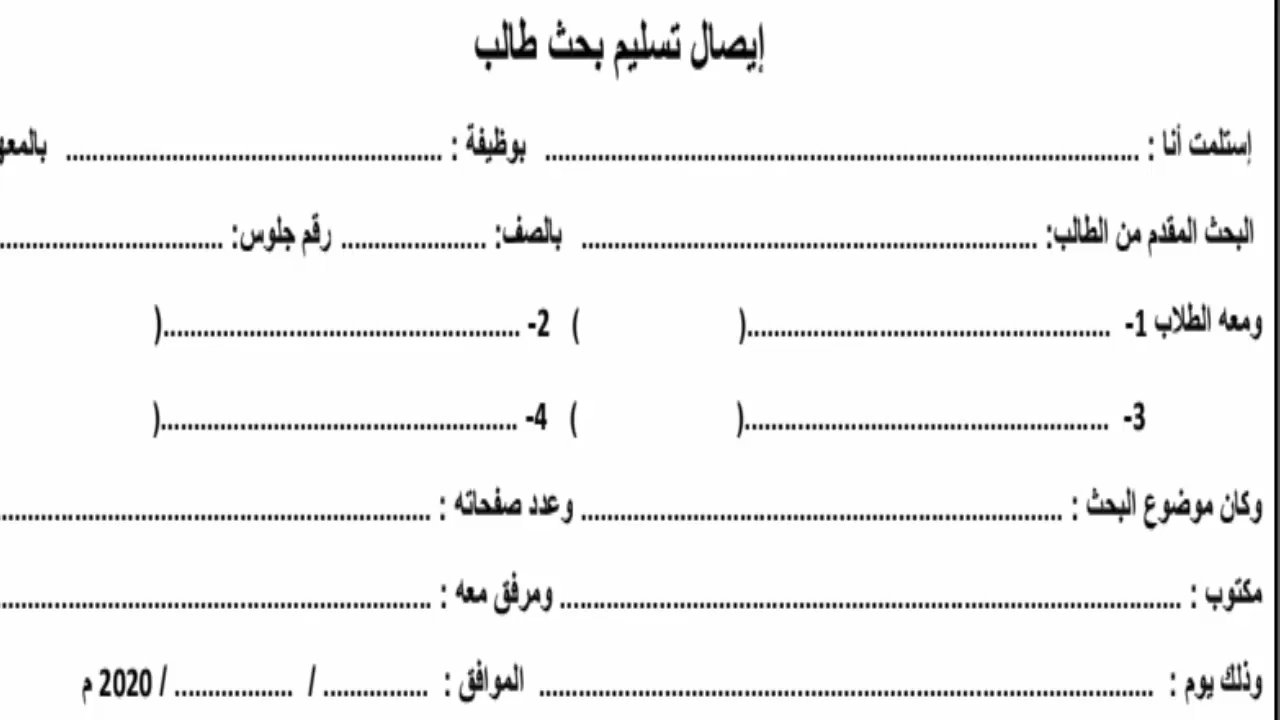 إيصال تسليم بحث طالب
إستلمت أنا : .......................................................... بوظيفة : ........................................
البحث المقدم من الطالب: .................................................. بالصف: ................ رقم جلوس: .........................
ومعه الطلاب 1- ........................................( ) 2- ........................................(
3- ........................................( ) 4- ........................................(
وكان موضوع البحث : .....................................................وعدد صفحاته : ................................................
مكتوب : .................................................................... ومرفق معه : ................................................
وذلك يوم : .................................................................... الموافق : ............ / ............. / 2020 م